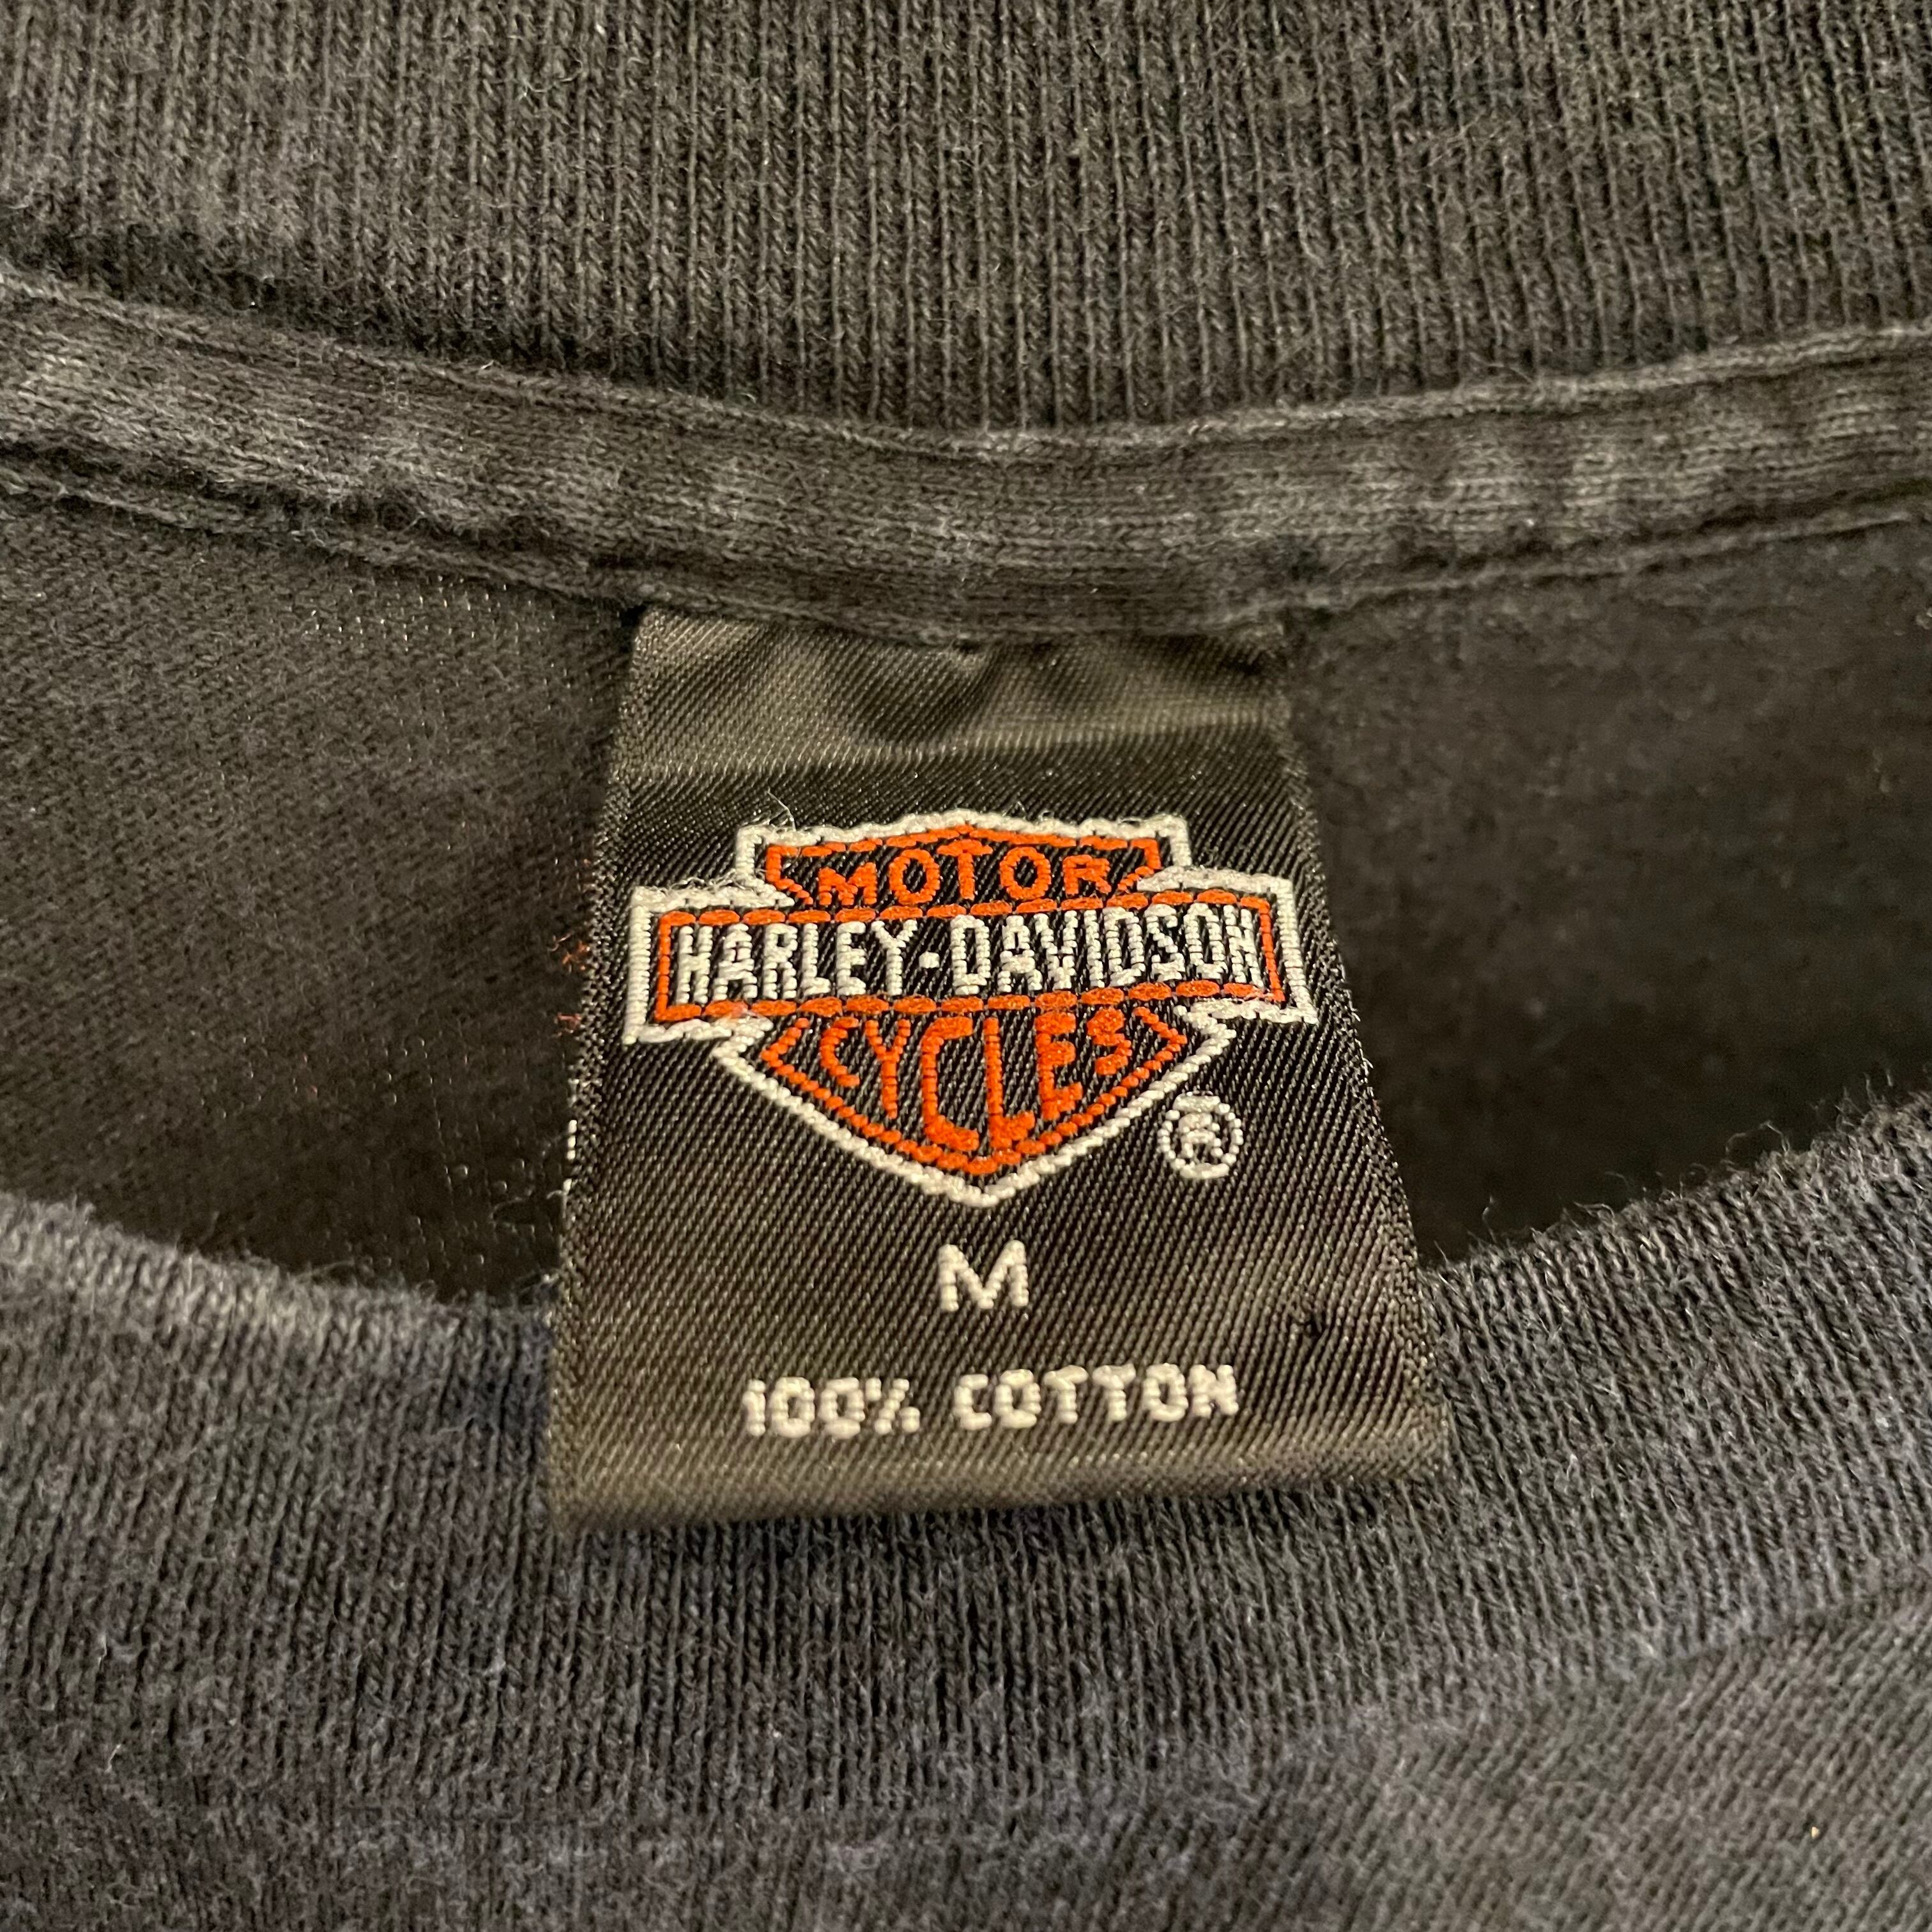 MOTOR
HARLEY-DAVIDSON
CYCLES
®
M
100% COTTON